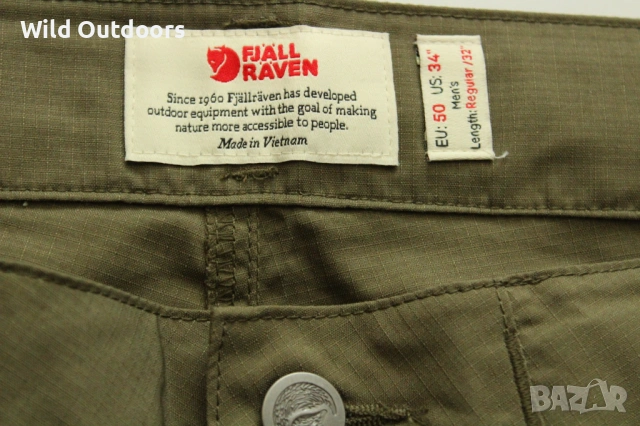 Wild Outdoors
FJÄLL
RÄVEN
Since 1960 Fjällräven has developed
outdoor equipment with the goal of making
nature more accessible to people.
Made in Vietnam
EU: 50 US: 34"
Men's
Length: Regular/32"
BAZAR